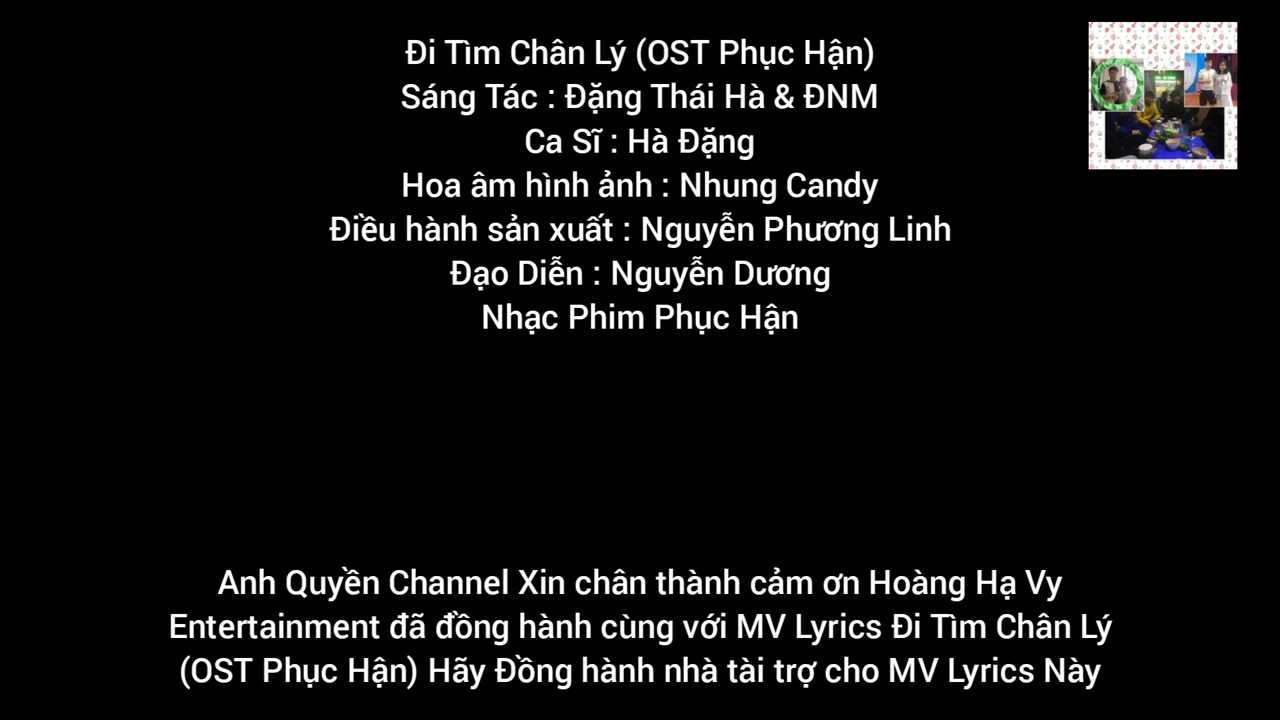 Đi Tìm Chân Lý (OST Phục Hận)
Sáng Tác : Đặng Thái Hà & ĐNM
Ca Sĩ : Hà Đặng
Hoa âm hình ảnh : Nhung Candy
Điều hành sản xuất : Nguyễn Phương Linh
Đạo Diễn : Nguyễn Dương
Nhạc Phim Phục Hận
Anh Quyền Channel Xin chân thành cảm ơn Hoàng Hạ Vy
Entertainment đã đồng hành cùng với MV Lyrics Đi Tìm Chân Lý
(OST Phục Hận) Hãy Đồng hành nhà tài trợ cho MV Lyrics Này